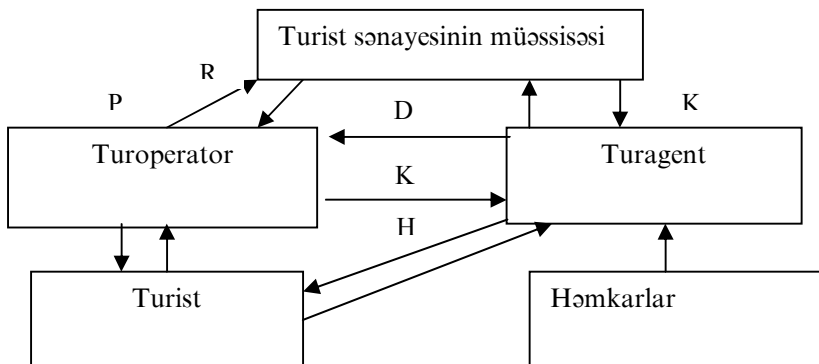 Turist sənayesinin müəssisəsi
R
P
K
D
Turoperator
Turagent
K
H
Turist
Həmkarlar